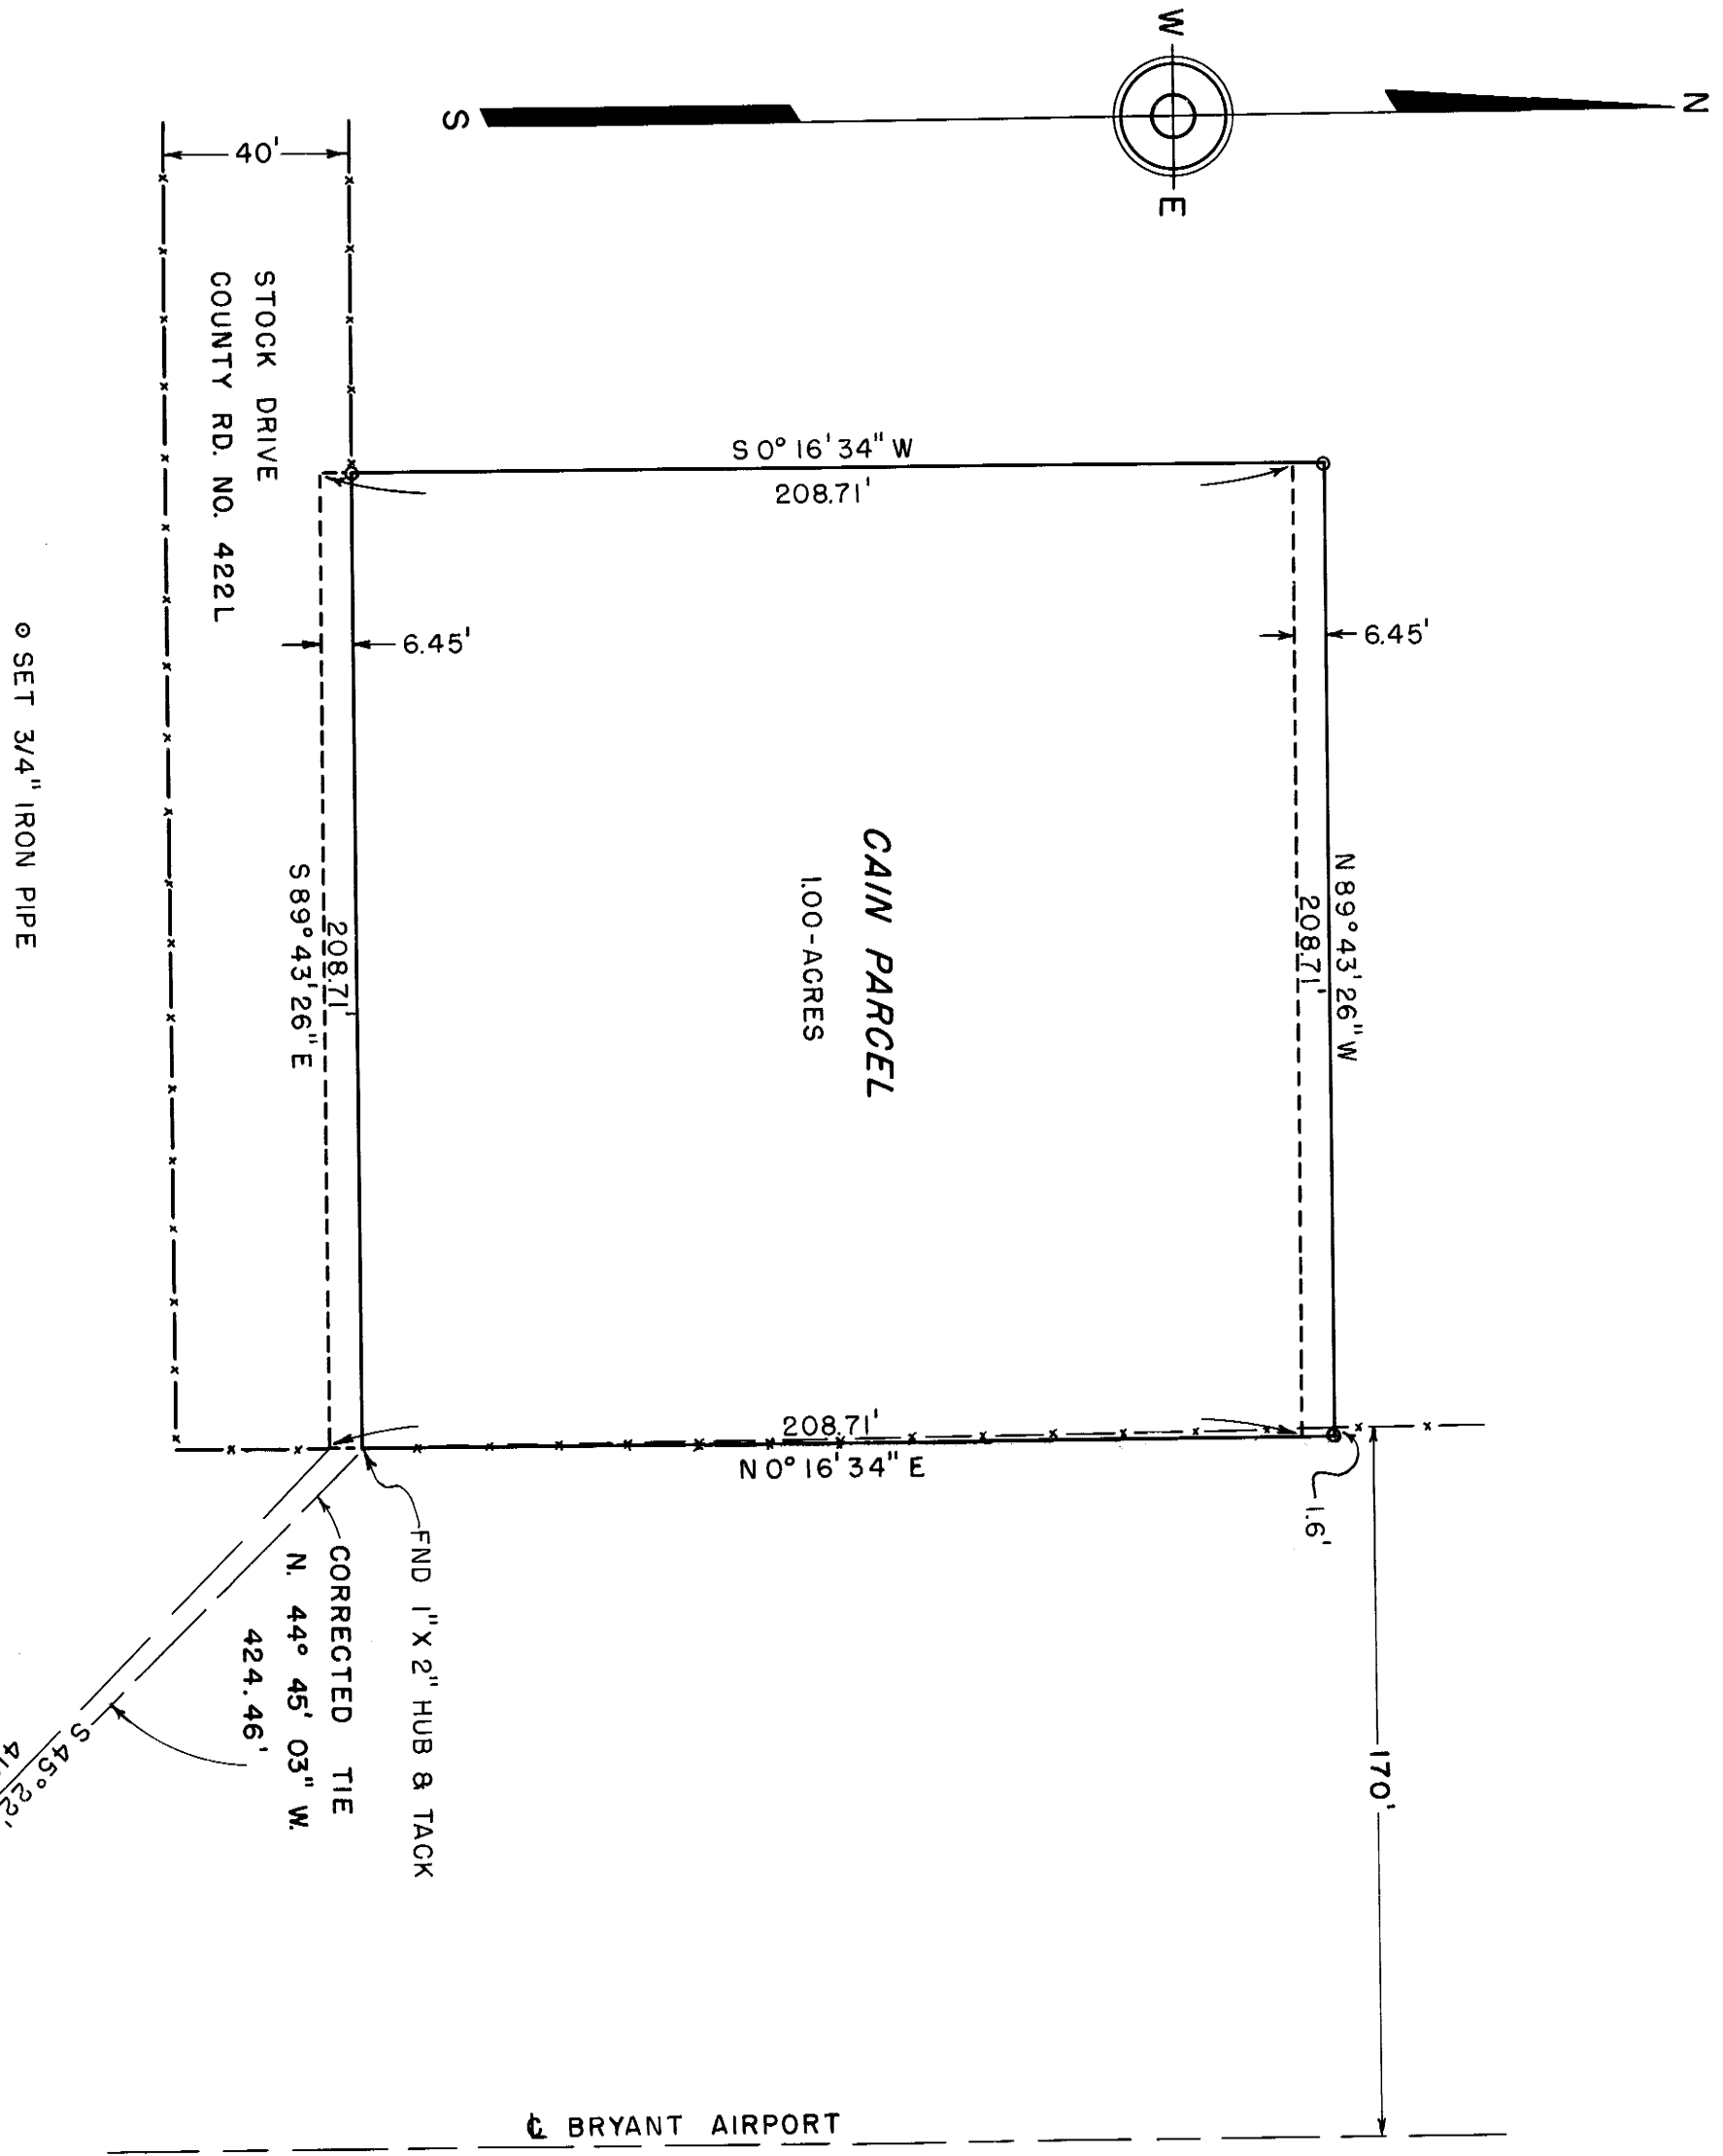 N
W
E
S
40'
STOCK DRIVE
COUNTY RD. NO. 422L
S 0° 16' 34" W
208.71'
6.45'
6.45'
N 89° 43' 26" W
208.71'
CAIN PARCEL
1.00-ACRES
208.71'
S 89° 43' 26" E
⊙ SET 3/4" IRON PIPE
208.71'
N 0° 16' 34" E
1.6'
170'
FND 1" X 2" HUB & TACK
CORRECTED TIE
N. 44° 45' 03" W.
424.46'
S 45° 22'
℄ BRYANT AIRPORT